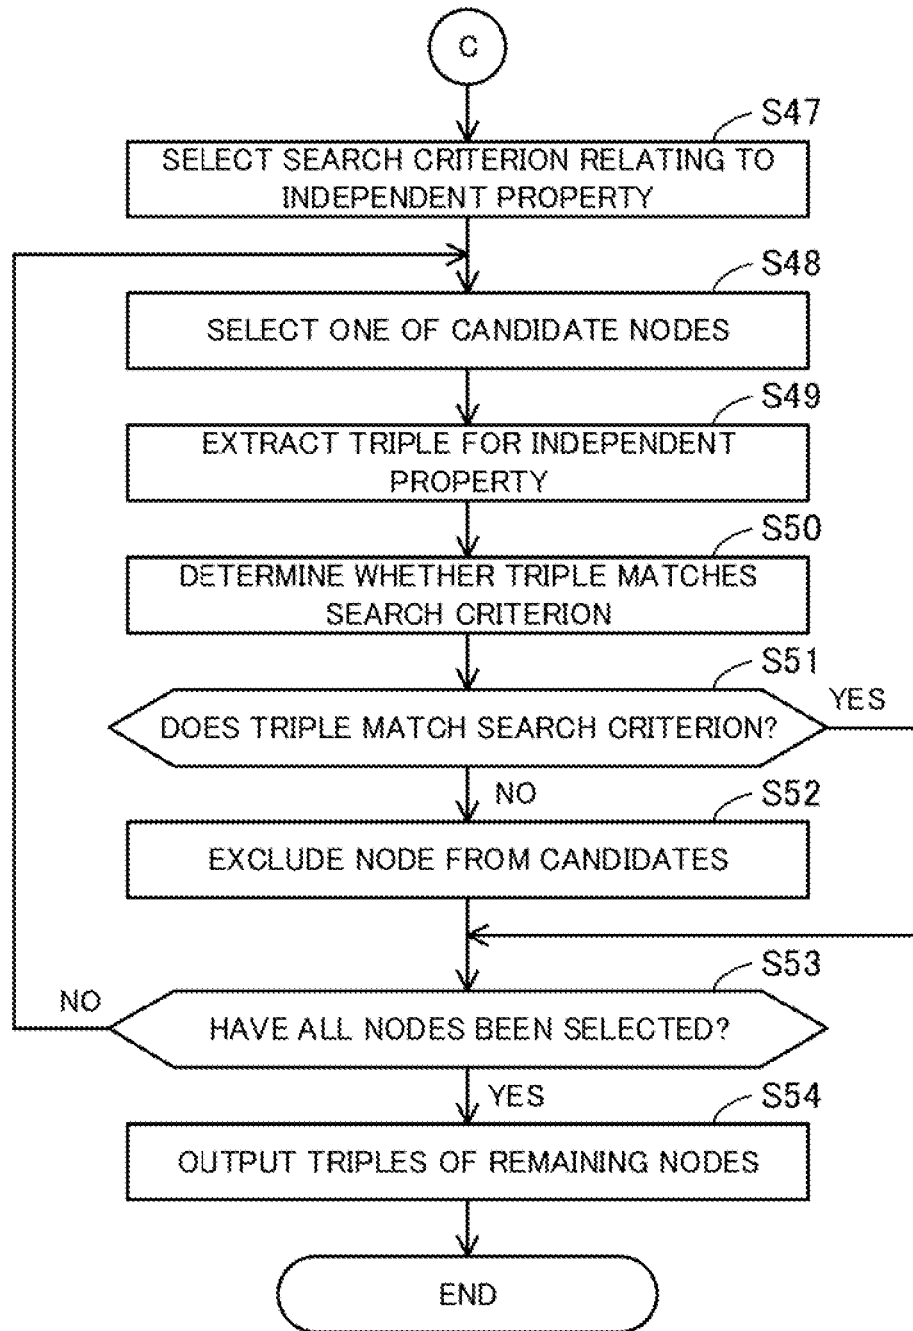 C
S47
SELECT SEARCH CRITERION RELATING TO
INDEPENDENT PROPERTY
S48
SELECT ONE OF CANDIDATE NODES
S49
EXTRACT TRIPLE FOR INDEPENDENT
PROPERTY
S50
DETERMINE WHETHER TRIPLE MATCHES
SEARCH CRITERION
S51
YES
DOES TRIPLE MATCH SEARCH CRITERION?
NO
S52
EXCLUDE NODE FROM CANDIDATES
S53
NO
HAVE ALL NODES BEEN SELECTED?
YES
S54
OUTPUT TRIPLES OF REMAINING NODES
END